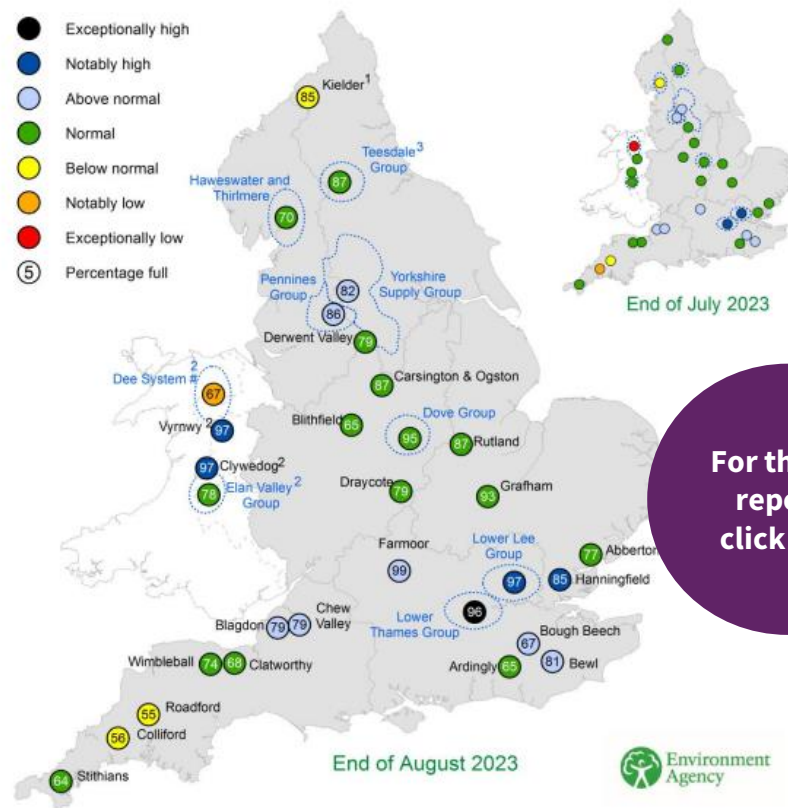 Exceptionally high
Notably high
Above normal
Normal
Below normal
Notably low
Exceptionally low
5 Percentage full
85
Kielder1
Teesdale3
Group
87
Haweswater and
Thirlmere
70
Pennines
Group
82
86
Yorkshire
Supply Group
Derwent Valley
79
Dee System #2
67
Vyrnwy2
97
87
Carsington & Ogston
Blithfield
65
Dove Group
95
87
Rutland
97
Clywedog2
78
Elan Valley2
Group
Draycote
79
93
Grafham
Farmoor
99
Lower Lee
Group
97
77
Abberton
85
Hanningfield
96
Lower
Thames Group
Blagdon
79
79
Chew
Valley
Bough Beech
67
81
Bewl
Ardingly
65
Wimbleball
74
68
Clatworthy
55
Roadford
56
Colliford
64
Stithians
End of August 2023
End of July 2023
For th
repo
click
Environment
Agency